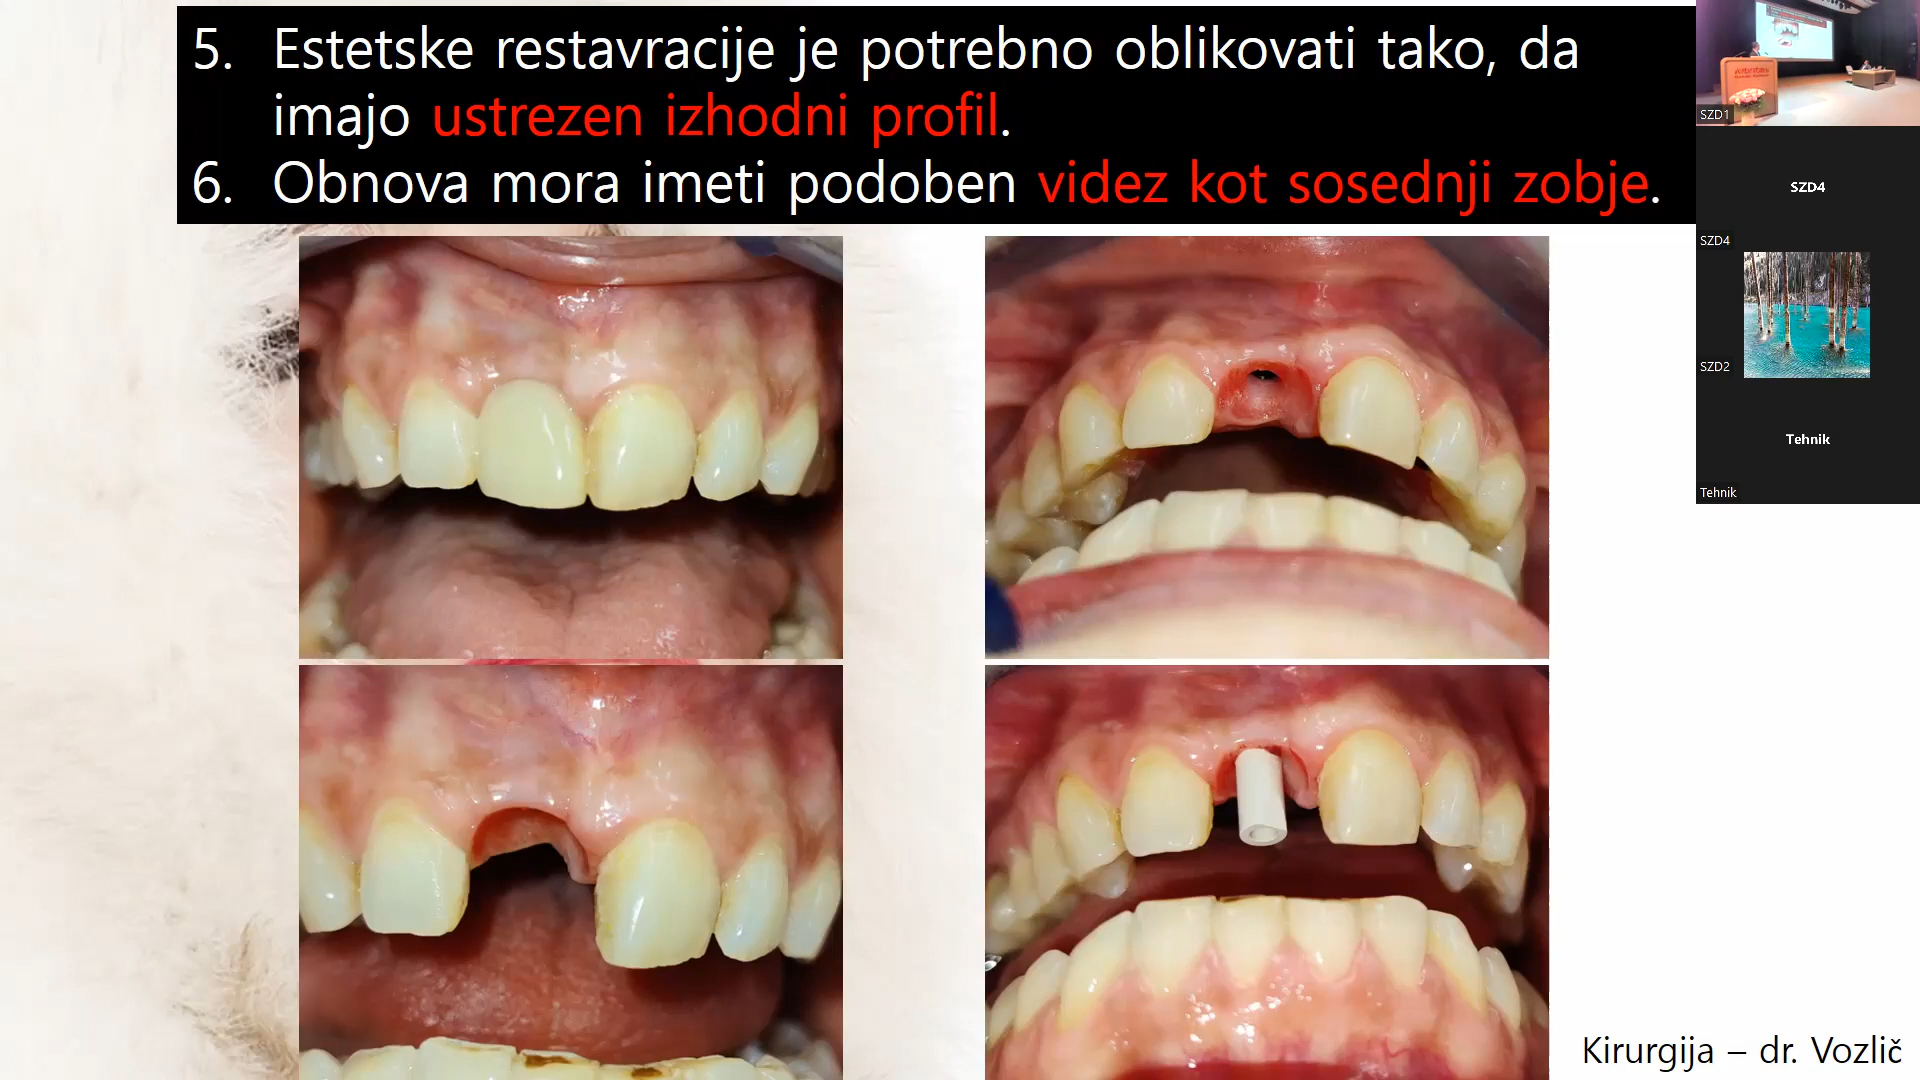 5. Estetske restavracije je potrebno oblikovati tako, da
imajo ustrezen izhodni profil.
6. Obnova mora imeti podoben videz kot sosednji zobje.
SZD1
SZD4
SZD4
SZD2
Tehnik
Tehnik
Kirurgija – dr. Vozlič